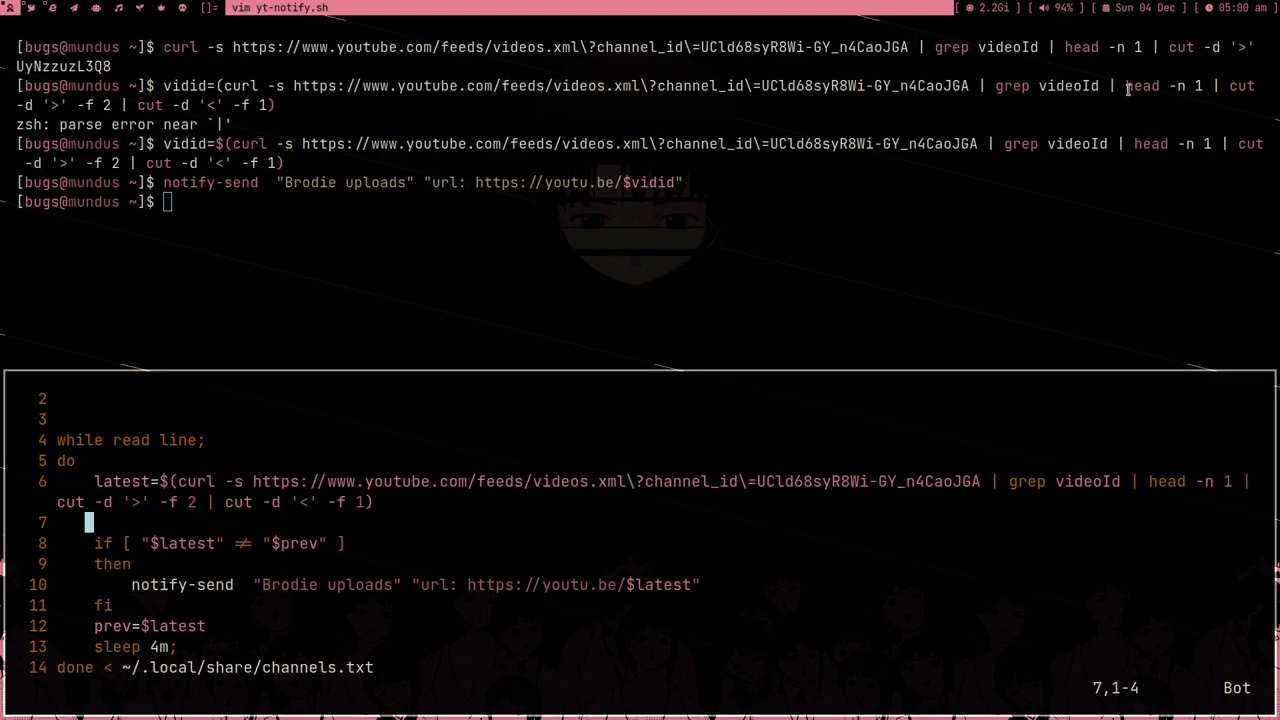 []= vim yt-notify.sh [ 2.2Gi ] [ 94% ] [ Sun 04 Dec ] [ 05:00 am ]
[bugs@mundus ~]$ curl -s https://www.youtube.com/feeds/videos.xml\?channel_id\=UCld68syR8Wi-GY_n4CaoJGA | grep videoId | head -n 1 | cut -d '>'
UyNzzuzL3Q8
[bugs@mundus ~]$ vidid=(curl -s https://www.youtube.com/feeds/videos.xml\?channel_id\=UCld68syR8Wi-GY_n4CaoJGA | grep videoId | head -n 1 | cut
-d '>' -f 2 | cut -d '<' -f 1)
zsh: parse error near `|'
[bugs@mundus ~]$ vidid=$(curl -s https://www.youtube.com/feeds/videos.xml\?channel_id\=UCld68syR8Wi-GY_n4CaoJGA | grep videoId | head -n 1 | cut
-d '>' -f 2 | cut -d '<' -f 1)
[bugs@mundus ~]$ notify-send  "Brodie uploads" "url: https://youtu.be/$vidid"
[bugs@mundus ~]$
2
3
4 while read line;
5 do
6     latest=$(curl -s https://www.youtube.com/feeds/videos.xml\?channel_id\=UCld68syR8Wi-GY_n4CaoJGA | grep videoId | head -n 1 |
cut -d '>' -f 2 | cut -d '<' -f 1)
7
8     if [ "$latest" != "$prev" ]
9     then
10         notify-send  "Brodie uploads" "url: https://youtu.be/$latest"
11     fi
12     prev=$latest
13     sleep 4m;
14 done < ~/.local/share/channels.txt
7,1-4 Bot